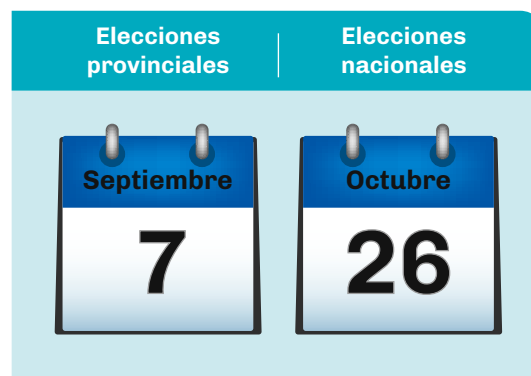 Elecciones
provinciales
Elecciones
nacionales
Septiembre
7
Octubre
26